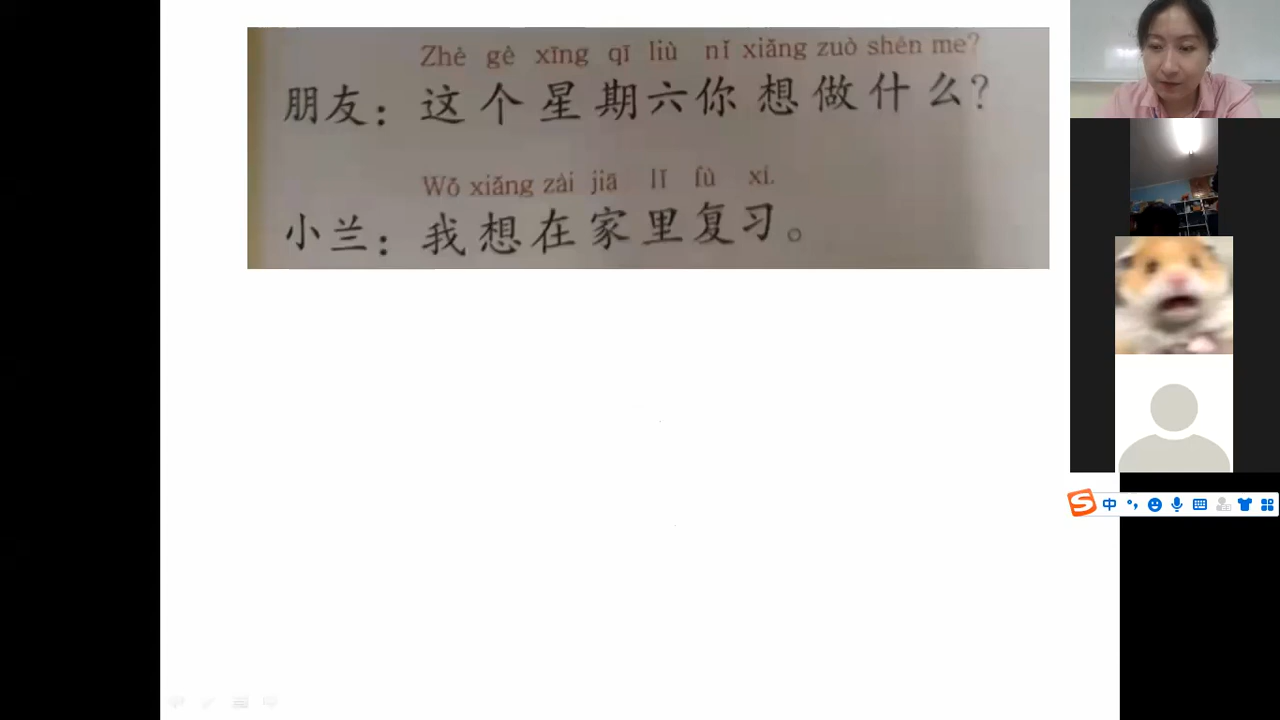 Zhè gè xīng qī liù nǐ xiǎng zuò shén me?
朋友：这个星期六你想做什么?
Wǒ xiǎng zài jiā lǐ fù xí.
小兰：我想在家里复习。
中